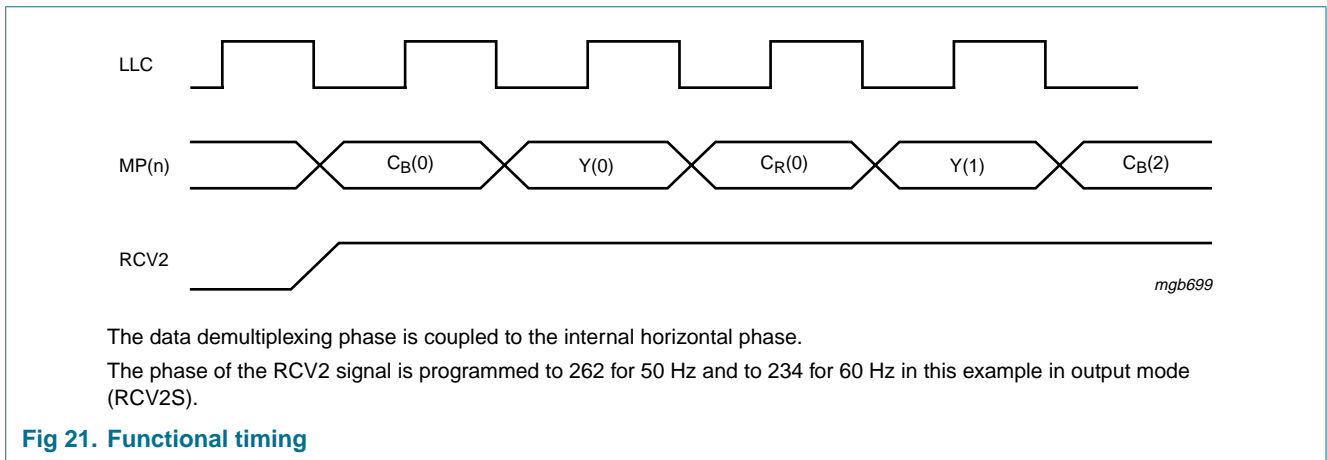 LLC
MP(n)
CB(0)
Y(0)
CR(0)
Y(1)
CB(2)
RCV2
mgb699
The data demultiplexing phase is coupled to the internal horizontal phase.
The phase of the RCV2 signal is programmed to 262 for 50 Hz and to 234 for 60 Hz in this example in output mode
(RCV2S).
Fig 21. Functional timing